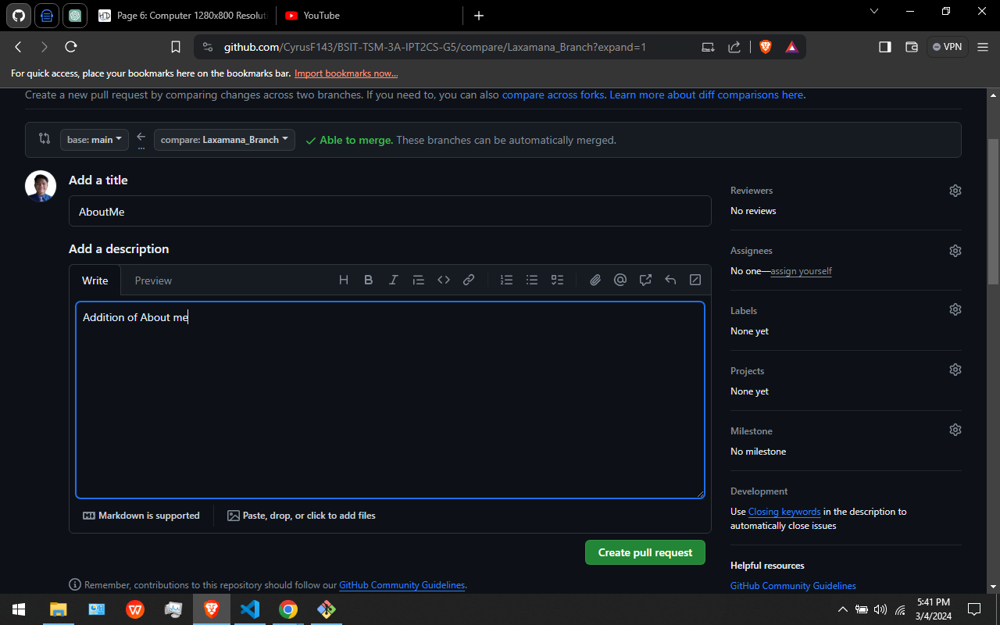 Page 6: Computer 1280x800 Resoluti
YouTube
github.com/CyrusF143/BSIT-TSM-3A-IPT2CS-G5/compare/Laxamana_Branch?expand=1
VPN
For quick access, place your bookmarks here on the bookmarks bar. Import bookmarks now...
Create a new pull request by comparing changes across two branches. If you need to, you can also compare across forks. Learn more about diff comparisons here.
base: main
...
compare: Laxamana_Branch
Able to merge. These branches can be automatically merged.
Add a title
AboutMe
Add a description
Write Preview
Addition of About me
Markdown is supported
Paste, drop, or click to add files
Create pull request
Remember, contributions to this repository should follow our GitHub Community Guidelines.
Reviewers
No reviews
Assignees
No one—assign yourself
Labels
None yet
Projects
None yet
Milestone
No milestone
Development
Use Closing keywords in the description to
automatically close issues
Helpful resources
GitHub Community Guidelines
5:41 PM
3/4/2024